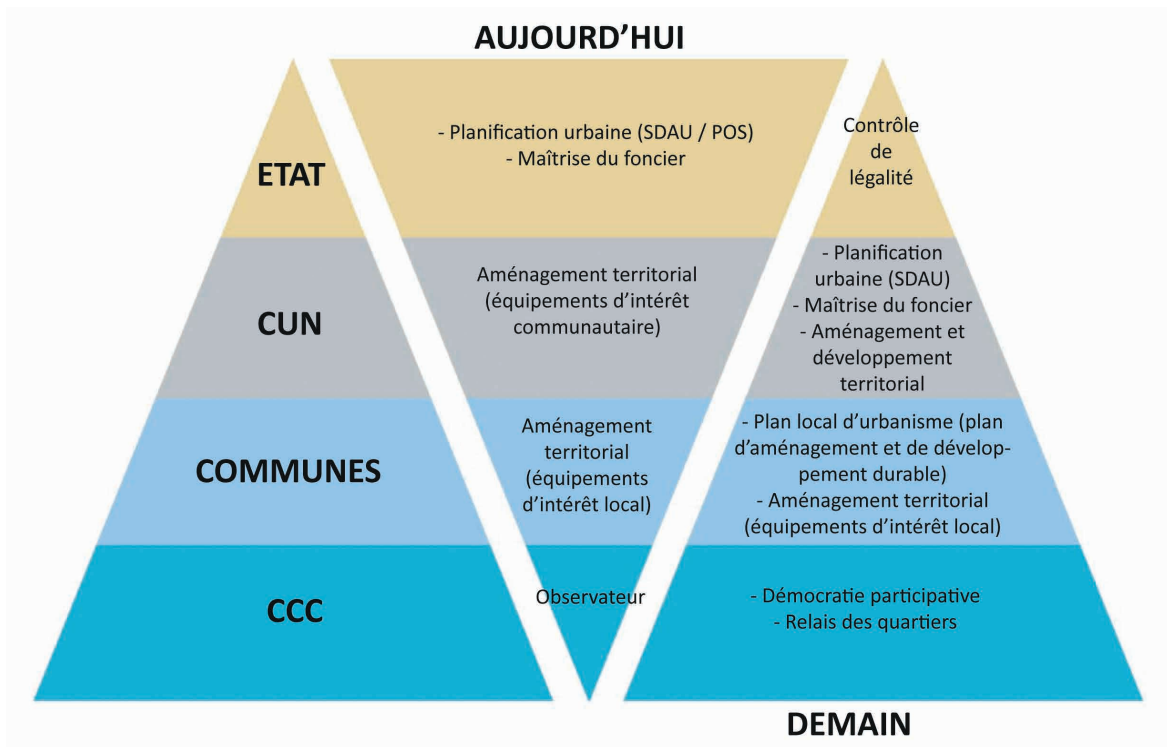 AUJOURD’HUI
ETAT
CUN
COMMUNES
CCC
- Planification urbaine (SDAU / POS)
- Maîtrise du foncier
Aménagement territorial
(équipements d’intérêt
communautaire)
Aménagement
territorial
(équipements
d’intérêt local)
Observateur
Contrôle
de
légalité
- Planification
urbaine (SDAU)
- Maîtrise du foncier
- Aménagement et
développement
territorial
- Plan local d’urbanisme (plan
d’aménagement et de dévelop-
pement durable)
- Aménagement territorial
(équipements d’intérêt local)
- Démocratie participative
- Relais des quartiers
DEMAIN